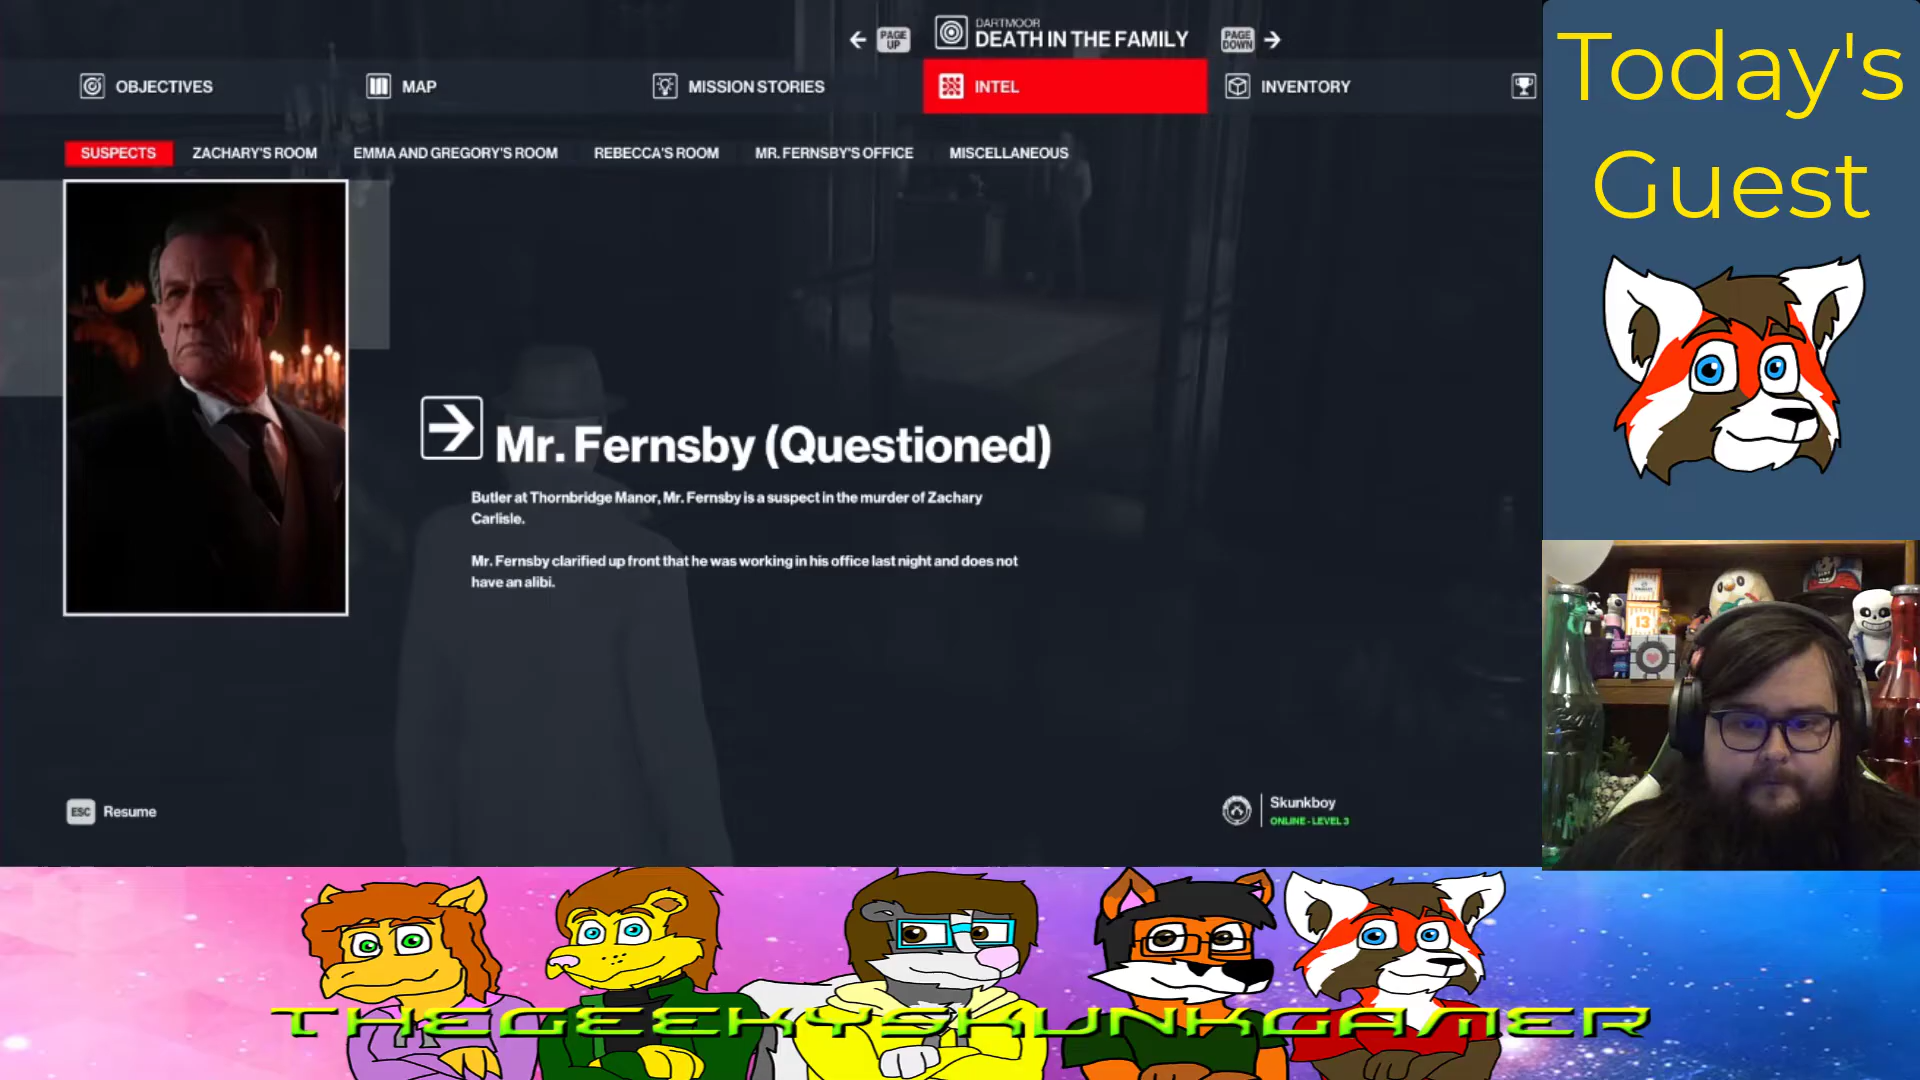 PAGE UP
DARTMOOR
DEATH IN THE FAMILY
PAGE DOWN
OBJECTIVES
MAP
MISSION STORIES
INTEL
INVENTORY
SUSPECTS
ZACHARY'S ROOM
EMMA AND GREGORY'S ROOM
REBECCA'S ROOM
MR. FERNSBY'S OFFICE
MISCELLANEOUS
Mr. Fernsby (Questioned)
Butler at Thornbridge Manor, Mr. Fernsby is a suspect in the murder of Zachary
Carlisle.
Mr. Fernsby clarified up front that he was working in his office last night and does not
have an alibi.
ESC Resume
Skunkboy
ONLINE - LEVEL 3
Today's
Guest
13
THEGEEKYSKUNKGAMER